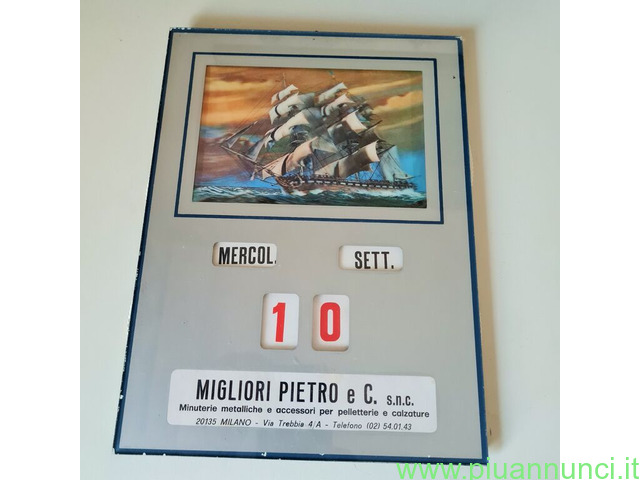 MERCOL. SETT.
1 0
MIGLIORI PIETRO e C. s.n.c.
Minuterie metalliche e accessori per pelletterie e calzature
20135 MILANO - Via Trebbia 4/A - Telefono (02) 54.01.43
www.piuannunci.it